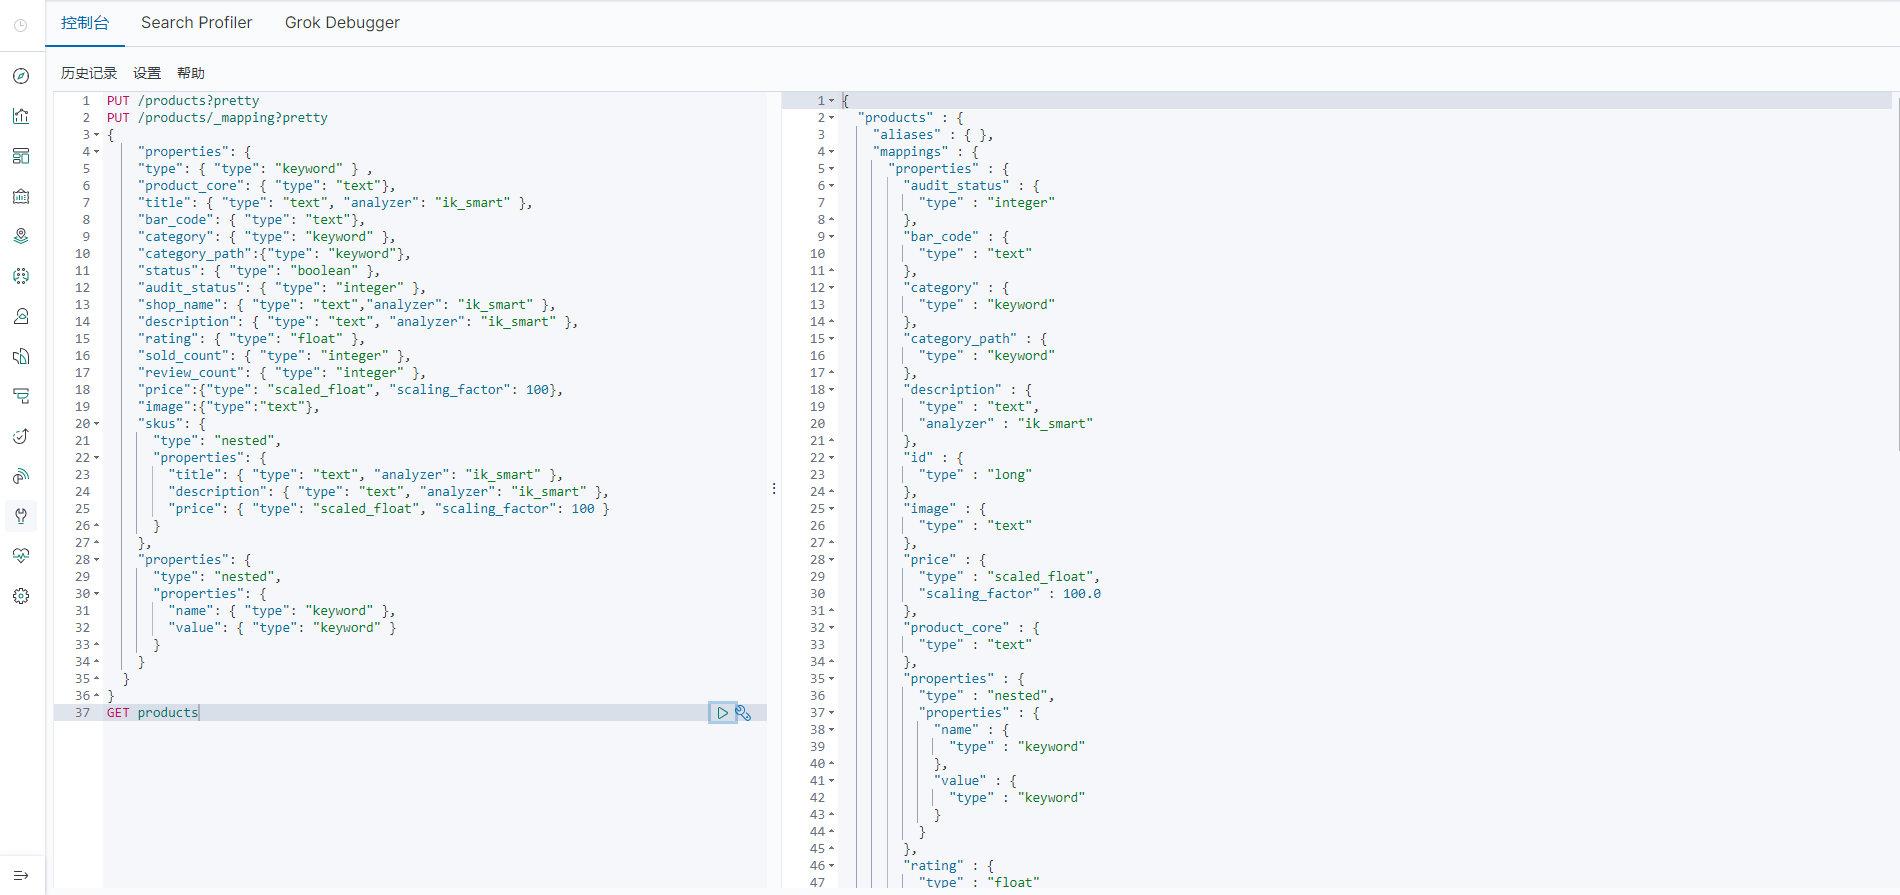 控制台 Search Profiler Grok Debugger
历史记录 设置 帮助
1 PUT /products?pretty
2 PUT /products/_mapping?pretty
3 {
4 "properties": {
5 "type": { "type": "keyword" } ,
6 "product_core": { "type": "text"},
7 "title": { "type": "text", "analyzer": "ik_smart" },
8 "bar_code": { "type": "text"},
9 "category": { "type": "keyword" },
10 "category_path":{"type": "keyword"},
11 "status": { "type": "boolean" },
12 "audit_status": { "type": "integer" },
13 "shop_name": { "type": "text","analyzer": "ik_smart" },
14 "description": { "type": "text", "analyzer": "ik_smart" },
15 "rating": { "type": "float" },
16 "sold_count": { "type": "integer" },
17 "review_count": { "type": "integer" },
18 "price":{"type": "scaled_float", "scaling_factor": 100},
19 "image":{"type":"text"},
20 "skus": {
21 "type": "nested",
22 "properties": {
23 "title": { "type": "text", "analyzer": "ik_smart" },
24 "description": { "type": "text", "analyzer": "ik_smart" },
25 "price": { "type": "scaled_float", "scaling_factor": 100 }
26 }
27 },
28 "properties": {
29 "type": "nested",
30 "properties": {
31 "name": { "type": "keyword" },
32 "value": { "type": "keyword" }
33 }
34 }
35 }
36 }
37 GET products
1 {
2 "products" : {
3 "aliases" : { },
4 "mappings" : {
5 "properties" : {
6 "audit_status" : {
7 "type" : "integer"
8 },
9 "bar_code" : {
10 "type" : "text"
11 },
12 "category" : {
13 "type" : "keyword"
14 },
15 "category_path" : {
16 "type" : "keyword"
17 },
18 "description" : {
19 "type" : "text",
20 "analyzer" : "ik_smart"
21 },
22 "id" : {
23 "type" : "long"
24 },
25 "image" : {
26 "type" : "text"
27 },
28 "price" : {
29 "type" : "scaled_float",
30 "scaling_factor" : 100.0
31 },
32 "product_core" : {
33 "type" : "text"
34 },
35 "properties" : {
36 "type" : "nested",
37 "properties" : {
38 "name" : {
39 "type" : "keyword"
40 },
41 "value" : {
42 "type" : "keyword"
43 }
44 }
45 },
46 "rating" : {
47 "type" : "float"